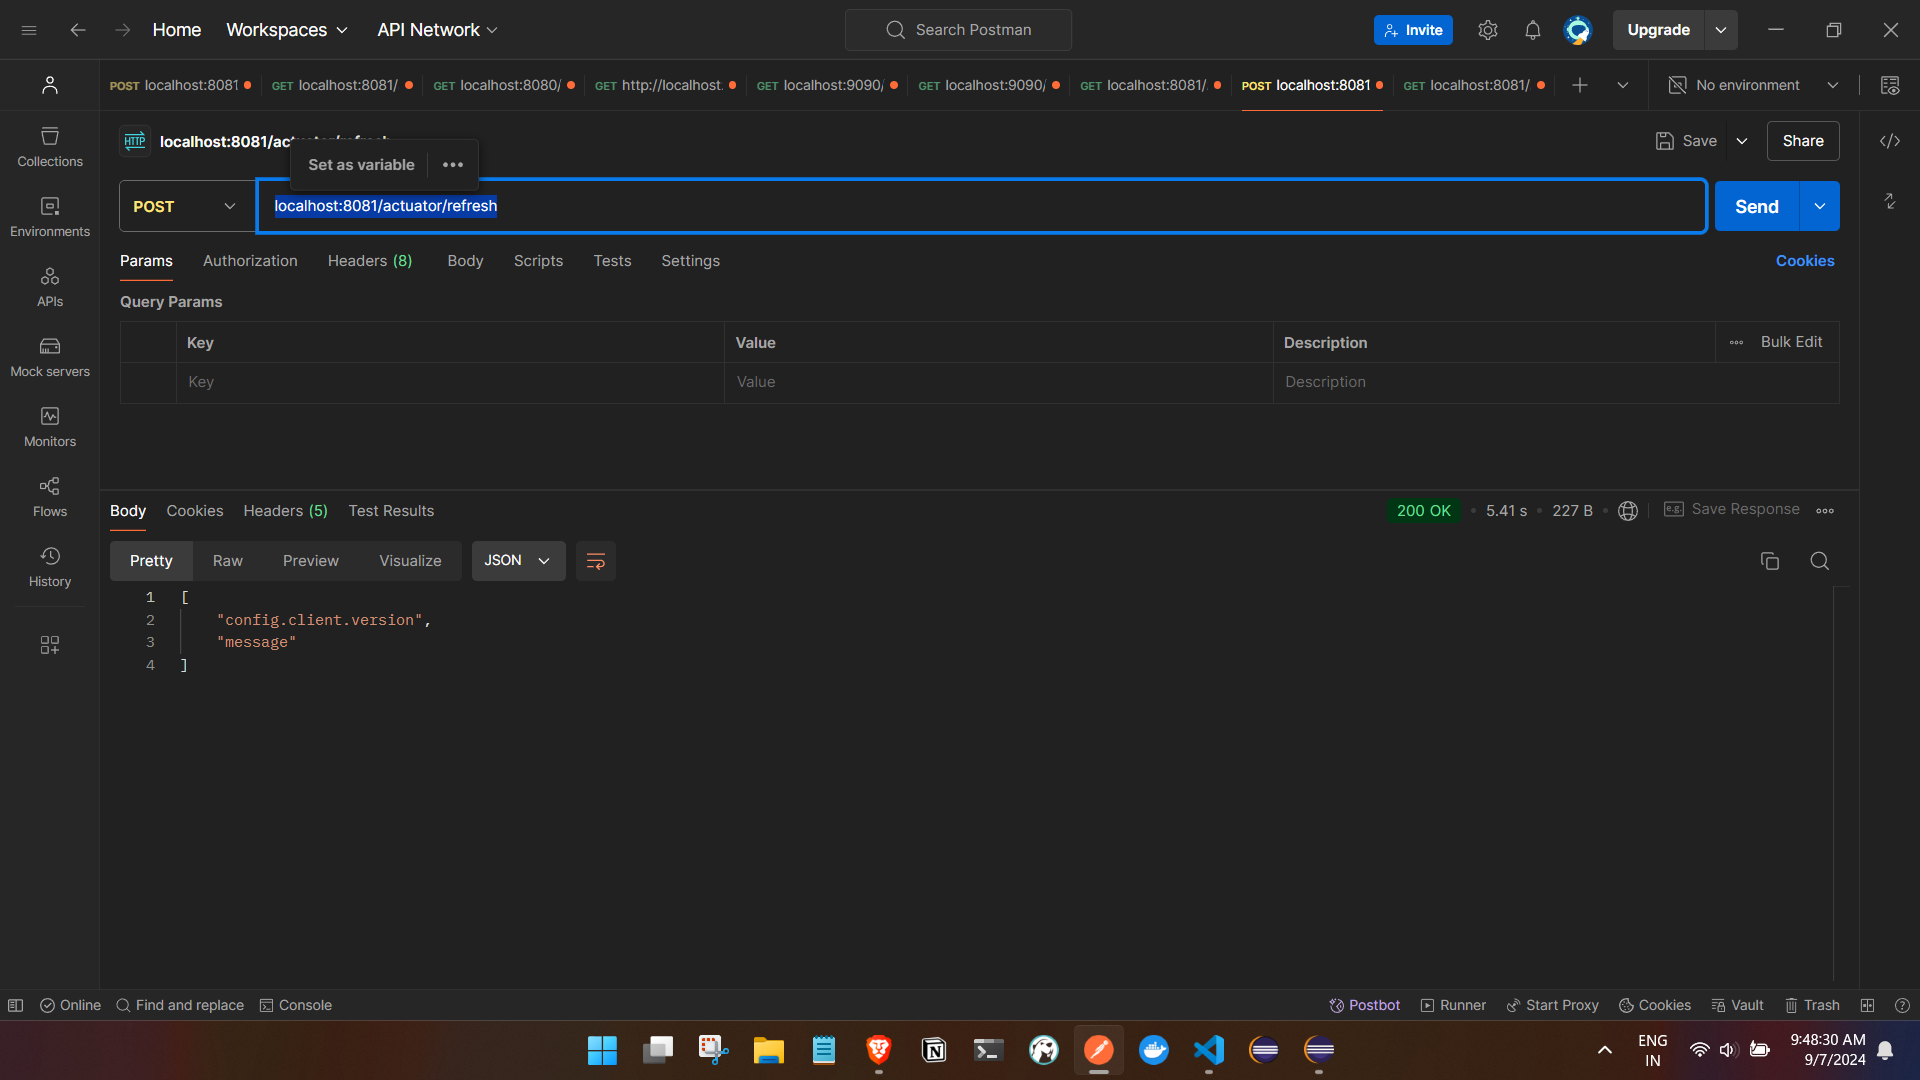 Home Workspaces API Network Search Postman Invite Upgrade
POST localhost:8081 GET localhost:8081/ GET localhost:8080/ GET http://localhost. GET localhost:9090/ GET localhost:9090/ GET localhost:8081/ POST localhost:8081 GET localhost:8081/ No environment
HTTP localhost:8081/actuator/refresh Save Share
Set as variable
POST localhost:8081/actuator/refresh Send
Params Authorization Headers (8) Body Scripts Tests Settings Cookies
Query Params
Key Value Description Bulk Edit
Key Value Description
Collections
Environments
APIs
Mock servers
Monitors
Flows
History
Body Cookies Headers (5) Test Results 200 OK 5.41 s 227 B e.g. Save Response
Pretty Raw Preview Visualize JSON
1 [
2 "config.client.version",
3 "message"
4 ]
Online Find and replace Console Postbot Runner Start Proxy Cookies Vault Trash
ENG 9:48:30 AM
IN 9/7/2024